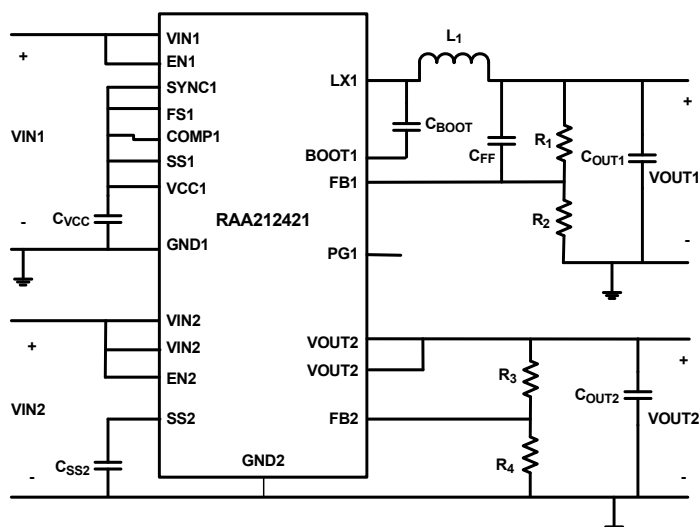 VIN1
EN1
SYNC1
FS1
COMP1
SS1
VCC1
GND1
VIN2
VIN2
EN2
SS2
GND2
RAA212421
LX1
BOOT1
FB1
PG1
VOUT2
VOUT2
FB2
+
VIN1
-
CVCC
+
VIN2
-
CSS2
L1
CBOOT
CFF
R1
R2
COUT1
+
VOUT1
-
R3
R4
COUT2
+
VOUT2
-